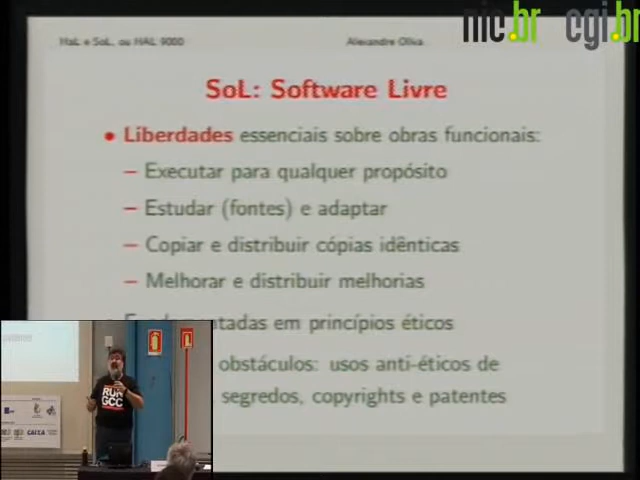 HaL e SoL, ou HAL 9000
Alexandre Oliva
nic.br cgi.br
SoL: Software Livre
• Liberdades essenciais sobre obras funcionais:
– Executar para qualquer propósito
– Estudar (fontes) e adaptar
– Copiar e distribuir cópias idênticas
– Melhorar e distribuir melhorias
tadas em princípios éticos
obstáculos: usos anti-éticos de
segredos, copyrights e patentes
RUN
GCC
CAIXA